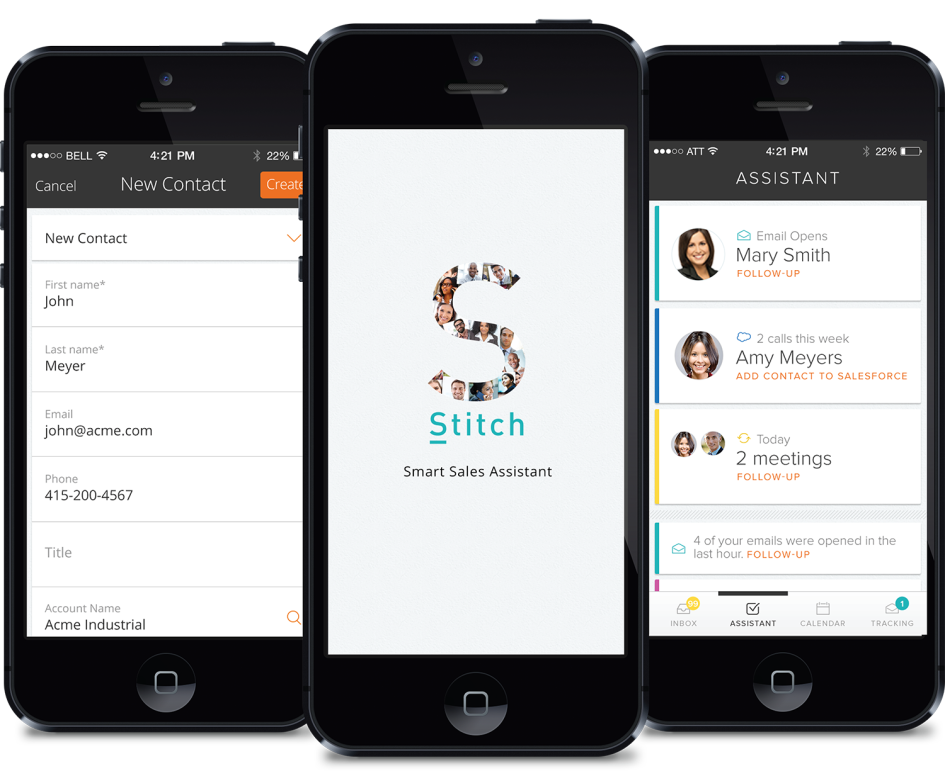 BELL 4:21 PM 22%
Cancel New Contact Create
New Contact
First name*
John
Last name*
Meyer
Email
john@acme.com
Phone
415-200-4567
Title
Account Name
Acme Industrial
S
Stitch
Smart Sales Assistant
ATT 4:21 PM 22%
ASSISTANT
Email Opens
Mary Smith
FOLLOW-UP
2 calls this week
Amy Meyers
ADD CONTACT TO SALESFORCE
Today
2 meetings
FOLLOW-UP
4 of your emails were opened in the
last hour. FOLLOW-UP
99 1
INBOX ASSISTANT CALENDAR TRACKING